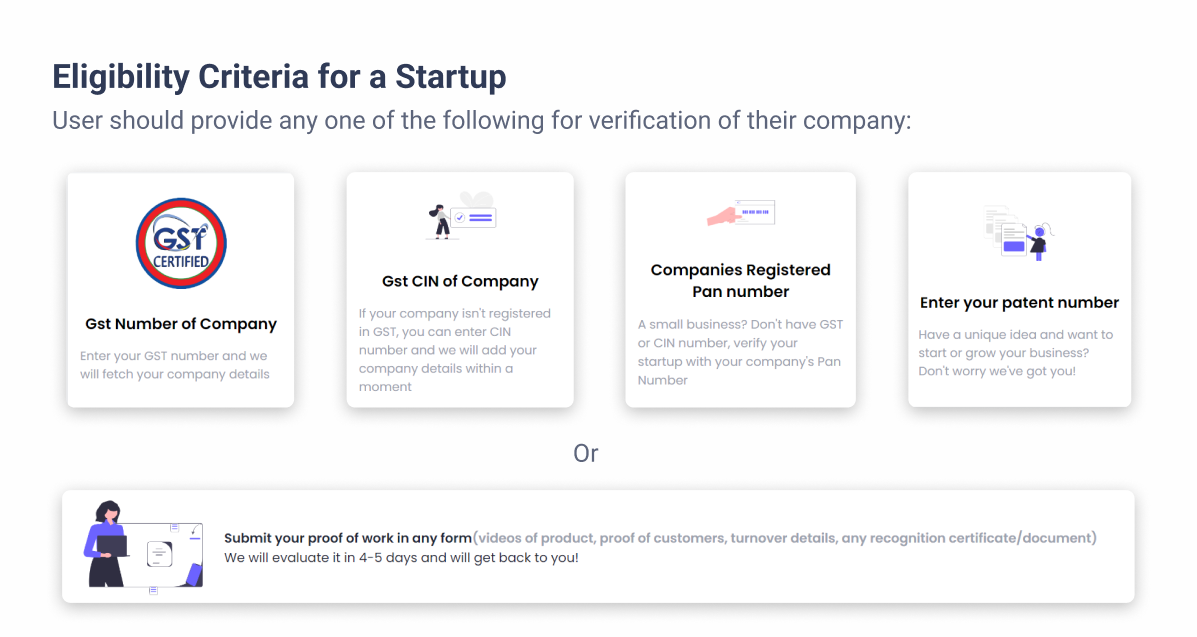 Eligibility Criteria for a Startup
User should provide any one of the following for verification of their company:
GST
CERTIFIED
Gst Number of Company
Enter your GST number and we
will fetch your company details
Gst CIN of Company
If your company isn't registered
in GST, you can enter CIN
number and we will add your
company details within a
moment
Companies Registered
Pan number
A small business? Don't have GST
or CIN number, verify your
startup with your company's Pan
Number
Enter your patent number
Have a unique idea and want to
start or grow your business?
Don't worry we've got you!
Or
Submit your proof of work in any form(videos of product, proof of customers, turnover details, any recognition certificate/document)
We will evaluate it in 4-5 days and will get back to you!